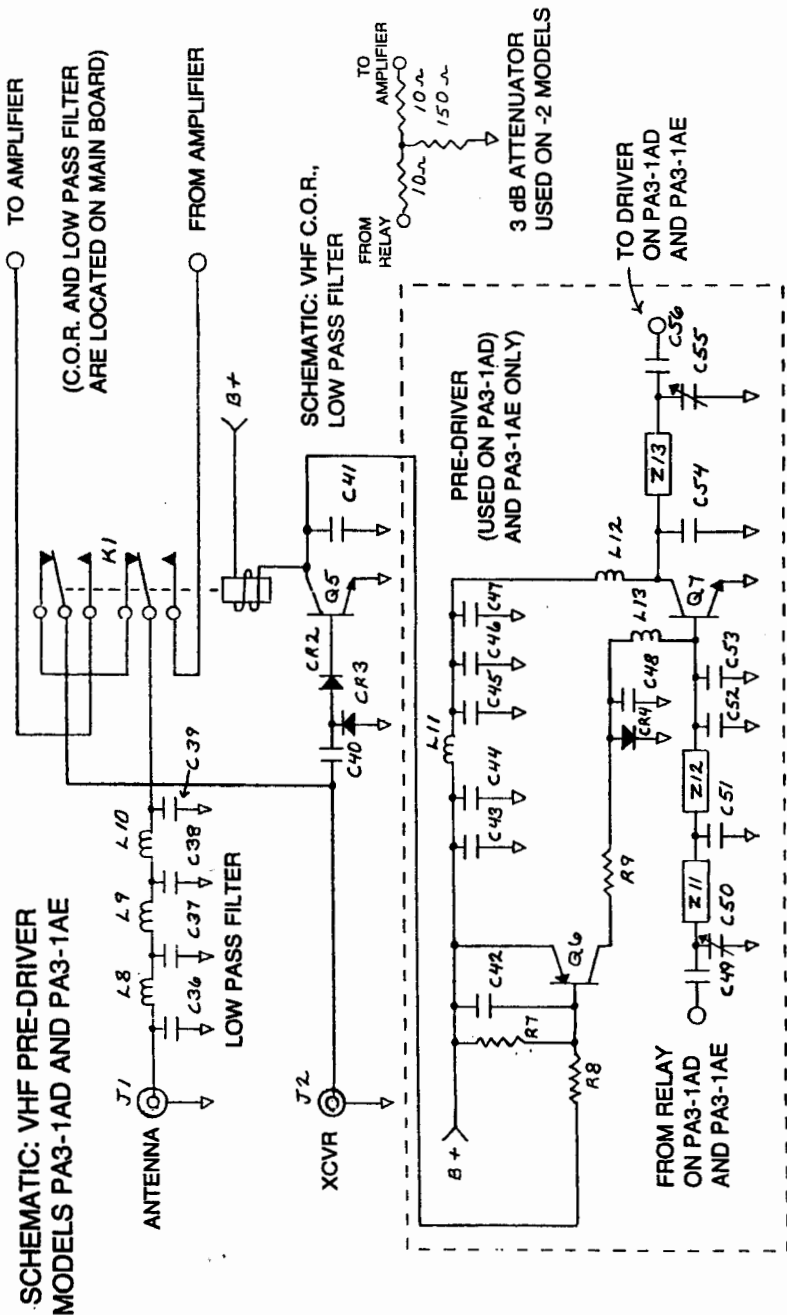 SCHEMATIC: VHF PRE-DRIVER
MODELS PA3-1AD AND PA3-1AE
TO AMPLIFIER
(C.O.R. AND LOW PASS FILTER
ARE LOCATED ON MAIN BOARD)
FROM AMPLIFIER
K1
B+
J1
ANTENNA
L8
L9
L10
C36
C37
C38
C39
LOW PASS FILTER
J2
XCVR
C40
CR2
CR3
Q5
C41
SCHEMATIC: VHF C.O.R.,
LOW PASS FILTER
FROM
RELAY
TO
AMPLIFIER
10Ω
10Ω
150Ω
3 dB ATTENUATOR
USED ON -2 MODELS
PRE-DRIVER
(USED ON PA3-1AD)
AND PA3-1AE ONLY)
B+
R7
C42
R8
Q6
C43
C44
L11
C45
C46
C47
R9
CR4
C48
L13
L12
Q7
FROM RELAY
ON PA3-1AD
AND PA3-1AE
C49
C50
Z11
C51
Z12
C52
C53
C54
Z13
C55
C56
TO DRIVER
ON PA3-1AD
AND PA3-1AE